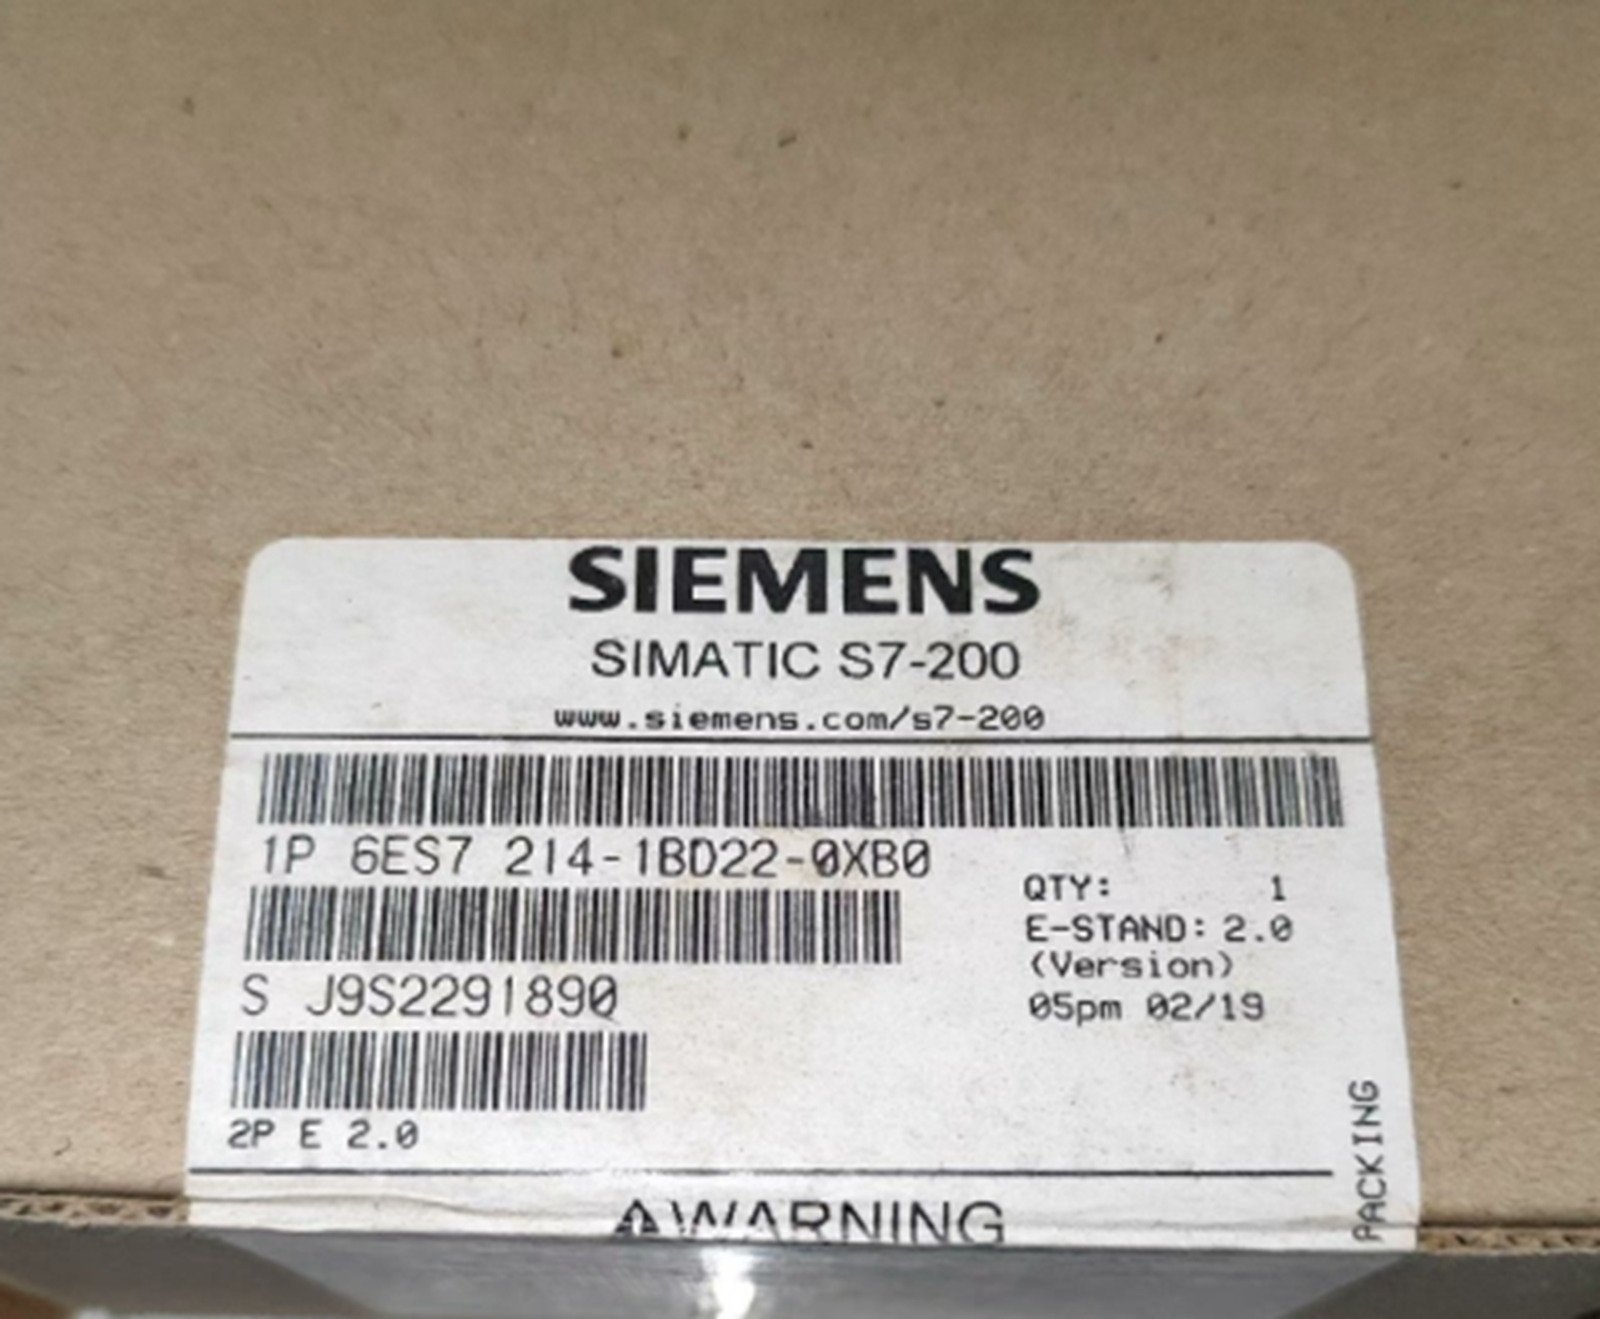 SIEMENS
SIMATIC S7-200
www.siemens.com/s7-200
1P 6ES7 214-1BD22-0XB0
QTY: 1
E-STAND: 2.0
(Version)
05pm 02/19
S J9S2291890
2P E 2.0
PACKING
WARNING